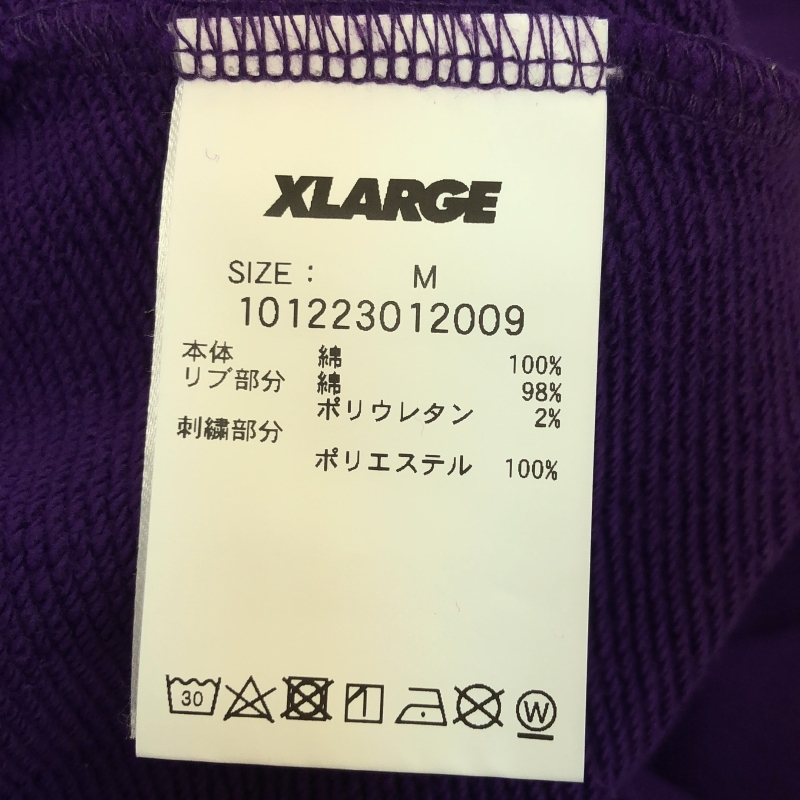 XLARGE
SIZE : M
101223012009
本体 綿 100%
リブ部分 綿 98%
ポリウレタン 2%
刺繍部分
ポリエステル 100%
30
W